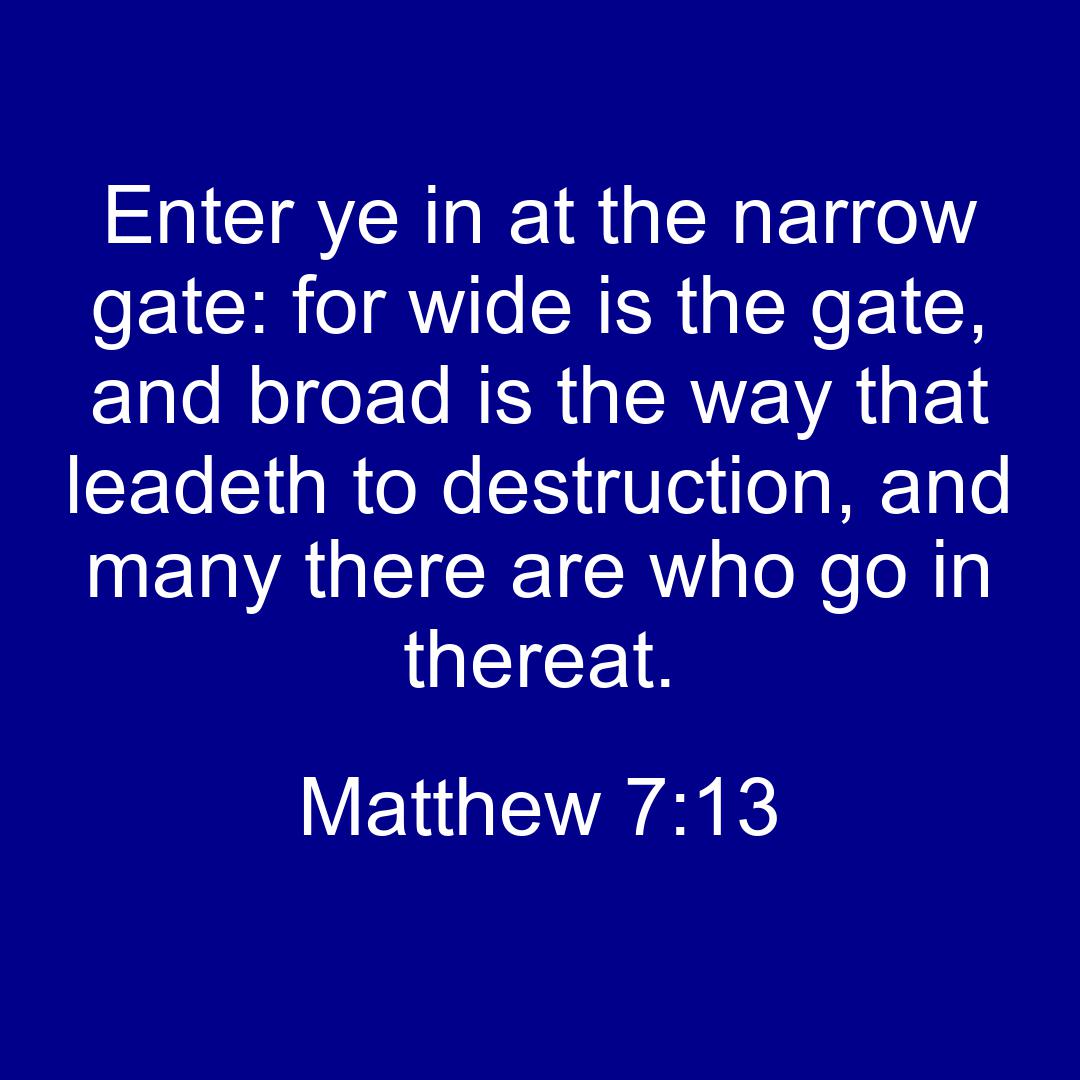 Enter ye in at the narrow
gate: for wide is the gate,
and broad is the way that
leadeth to destruction, and
many there are who go in
thereat.
Matthew 7:13